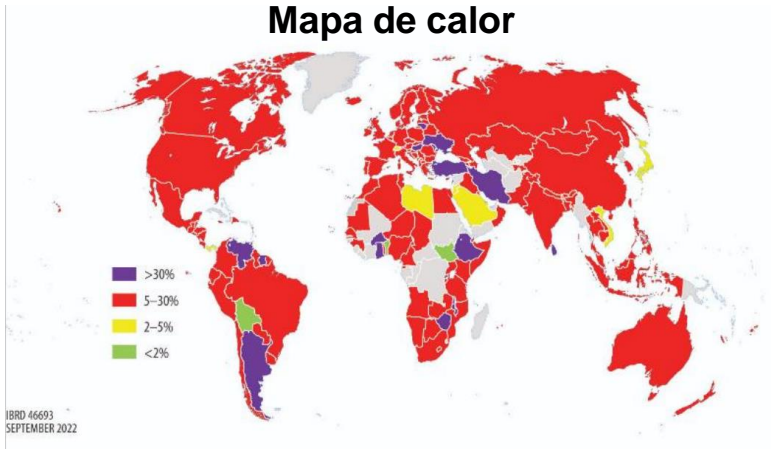 Mapa de calor
>30%
5–30%
2–5%
<2%
IBRD 46693
SEPTEMBER 2022